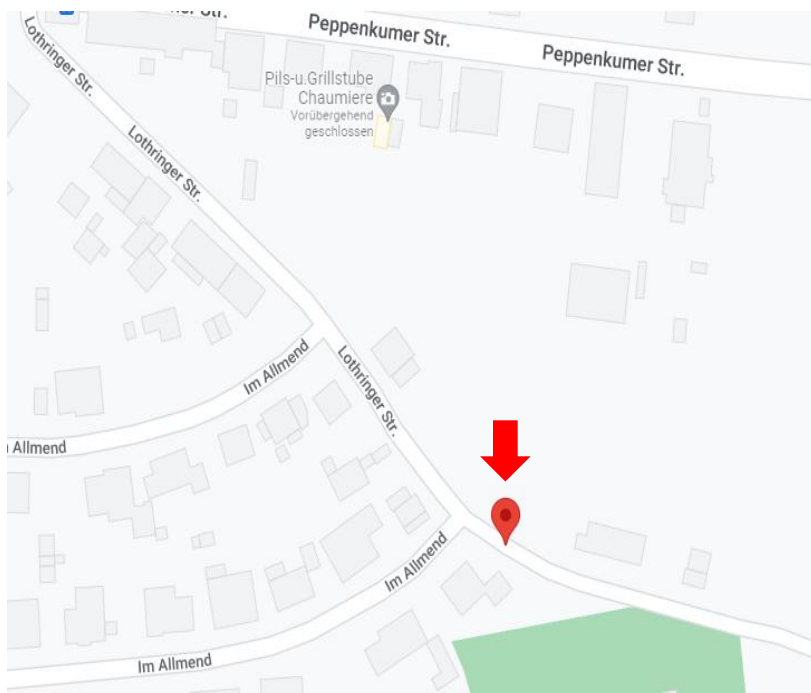 Str.
Peppenkumer Str.
Peppenkumer Str.
Lothringer Str.
Pils-u.Grillstube
Chaumiere
Vorübergehend
geschlossen
Lothringer Str.
Im Allmend
Lothringer Str.
Allmend
Im Allmend
Im Allmend